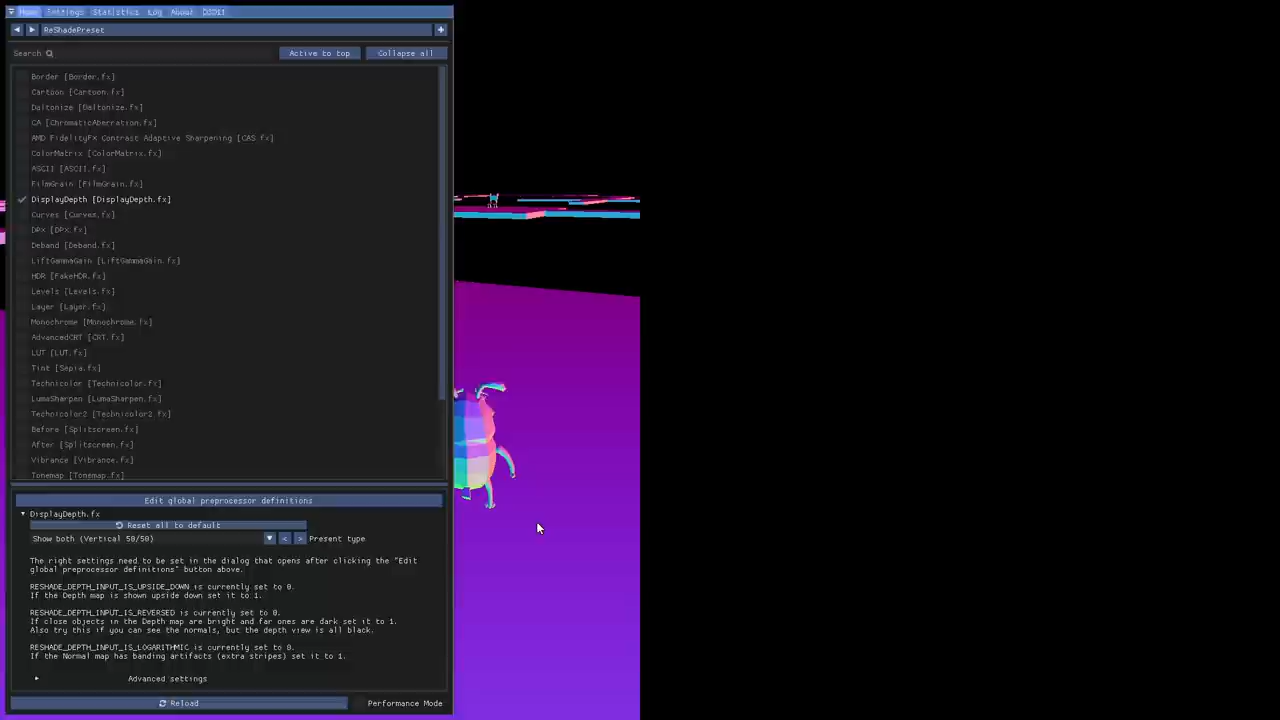 Home Settings Statistics Log About DSD11
ReShadePreset
Search Active to top Collapse all
Border [Border.fx]
Cartoon [Cartoon.fx]
Daltonize [Daltonize.fx]
CA [ChromaticAberration.fx]
AMD FidelityFX Contrast Adaptive Sharpening [CAS.fx]
ColorMatrix [ColorMatrix.fx]
ASCII [ASCII.fx]
FilmGrain [FilmGrain.fx]
DisplayDepth [DisplayDepth.fx]
Curves [Curves.fx]
DPX [DPX.fx]
Deband [Deband.fx]
LiftGammaGain [LiftGammaGain.fx]
HDR [FakeHDR.fx]
Levels [Levels.fx]
Layer [Layer.fx]
Monochrome [Monochrome.fx]
AdvancedCRT [CRT.fx]
LUT [LUT.fx]
Tint [Sepia.fx]
Technicolor [Technicolor.fx]
LumaSharpen [LumaSharpen.fx]
Technicolor2 [Technicolor2.fx]
Before [Splitscreen.fx]
After [Splitscreen.fx]
Vibrance [Vibrance.fx]
Tonemap [Tonemap.fx]
Edit global preprocessor definitions
DisplayDepth.fx
Reset all to default
Show both (Vertical 50/50) < > Present type
The right settings need to be set in the dialog that opens after clicking the "Edit
global preprocessor definitions" button above.
RESHADE_DEPTH_INPUT_IS_UPSIDE_DOWN is currently set to 0.
If the Depth map is shown upside down set it to 1.
RESHADE_DEPTH_INPUT_IS_REVERSED is currently set to 0.
If close objects in the Depth map are bright and far ones are dark set it to 1.
Also try this if you can see the normals, but the depth view is all black.
RESHADE_DEPTH_INPUT_IS_LOGARITHMIC is currently set to 0.
If the Normal map has banding artifacts (extra stripes) set it to 1.
Advanced settings
Reload Performance Mode